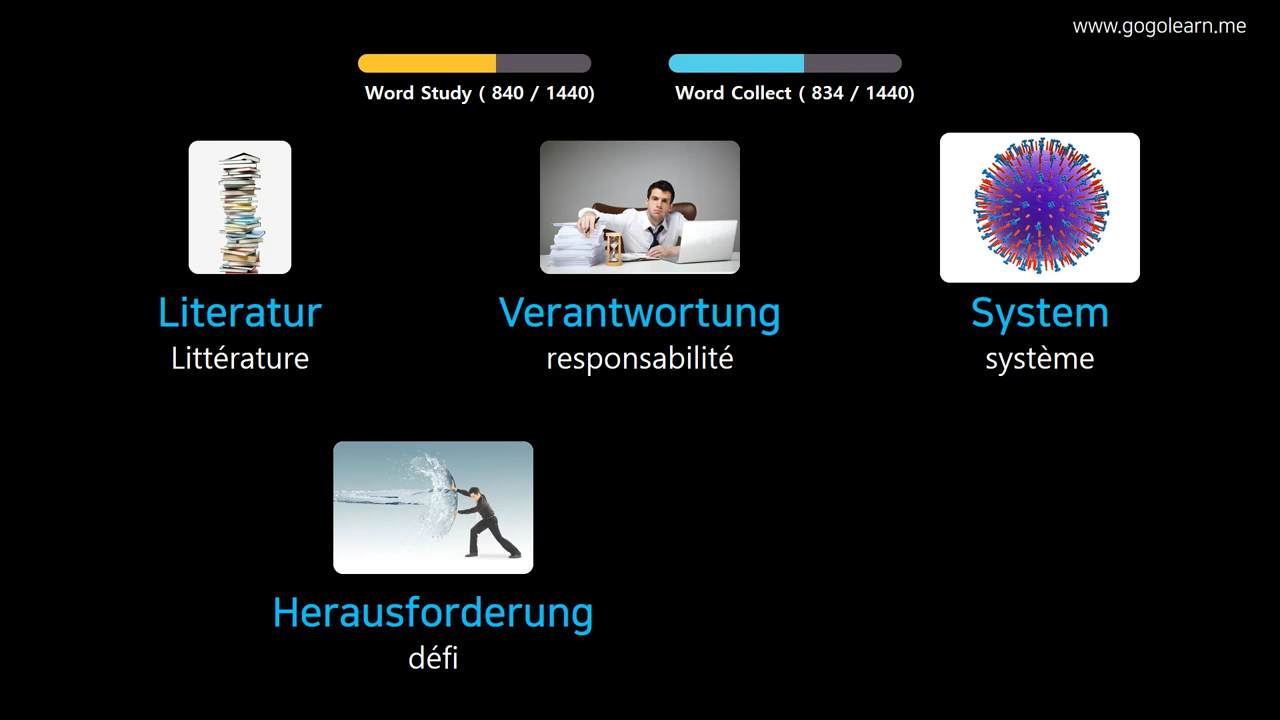 www.gogolearn.me
Word Study ( 840 / 1440)
Word Collect ( 834 / 1440)
Literatur
Littérature
Verantwortung
responsabilité
System
système
Herausforderung
défi